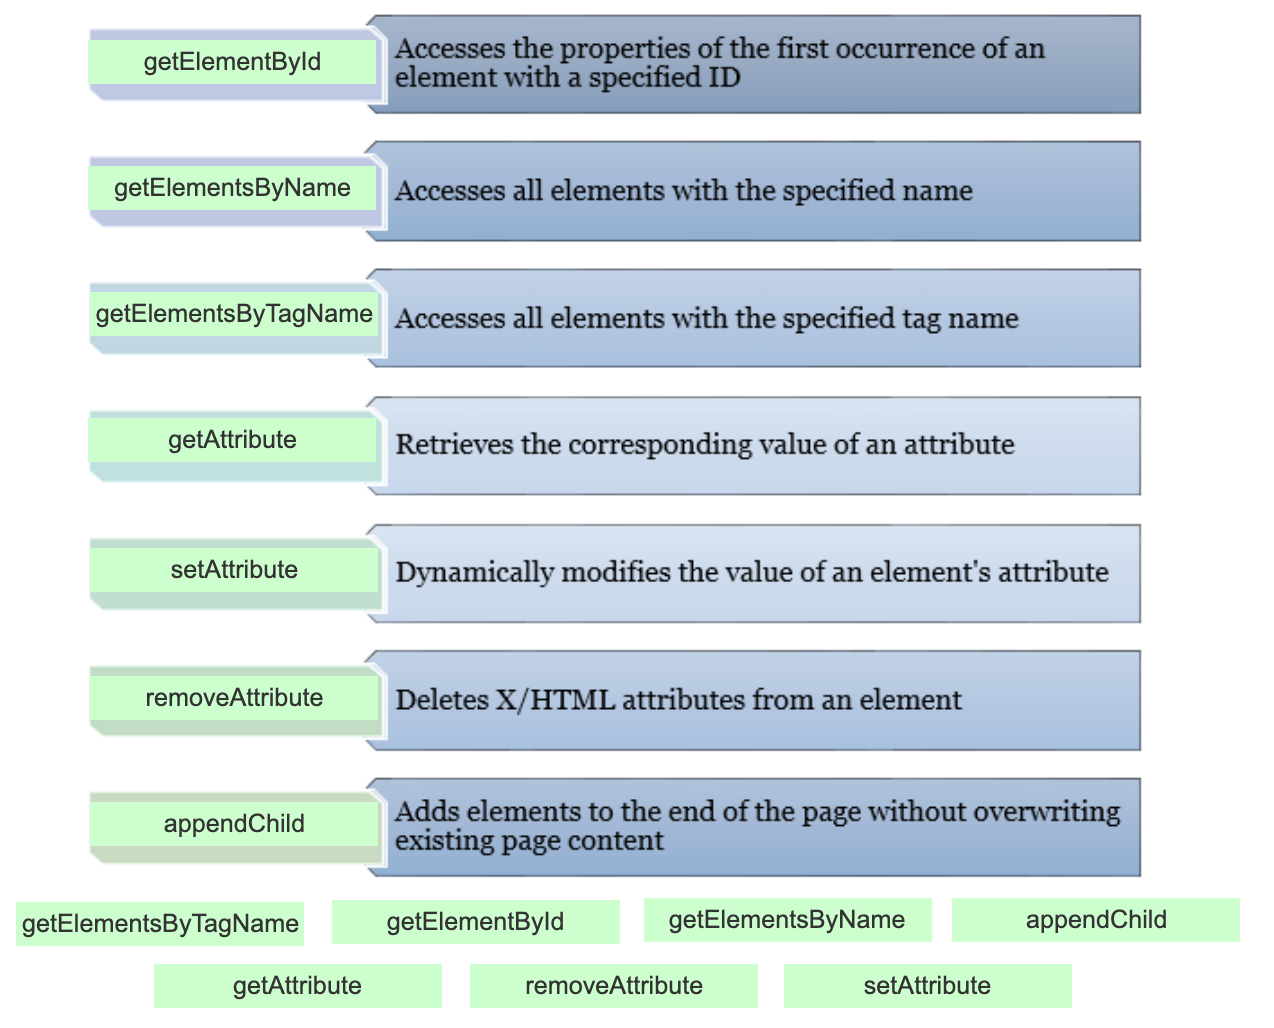 getElementById
Accesses the properties of the first occurrence of an
element with a specified ID
getElementsByName
Accesses all elements with the specified name
getElementsByTagName
Accesses all elements with the specified tag name
getAttribute
Retrieves the corresponding value of an attribute
setAttribute
Dynamically modifies the value of an element's attribute
removeAttribute
Deletes X/HTML attributes from an element
appendChild
Adds elements to the end of the page without overwriting
existing page content
getElementsByTagName
getElementById
getElementsByName
appendChild
getAttribute
removeAttribute
setAttribute